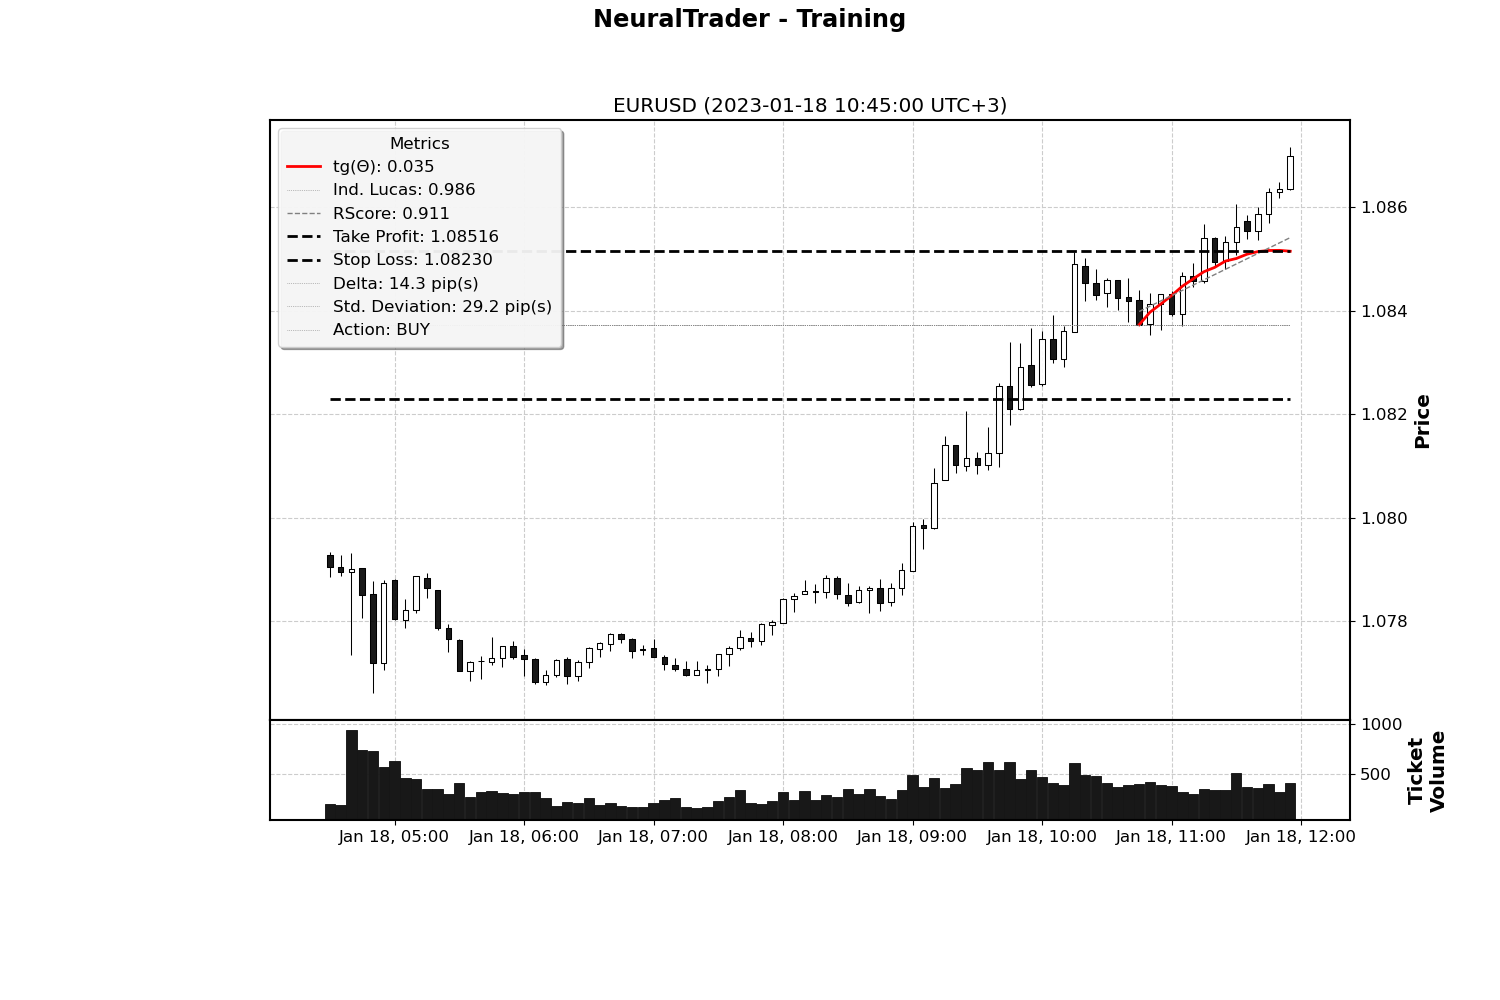 NeuralTrader - Training
EURUSD (2023-01-18 10:45:00 UTC+3)
Metrics
tg(Θ): 0.035
Ind. Lucas: 0.986
RScore: 0.911
Take Profit: 1.08516
Stop Loss: 1.08230
Delta: 14.3 pip(s)
Std. Deviation: 29.2 pip(s)
Action: BUY
1.086
1.084
1.082
1.080
1.078
Price
1000
500
Ticket
Volume
Jan 18, 05:00 Jan 18, 06:00 Jan 18, 07:00 Jan 18, 08:00 Jan 18, 09:00 Jan 18, 10:00 Jan 18, 11:00 Jan 18, 12:00